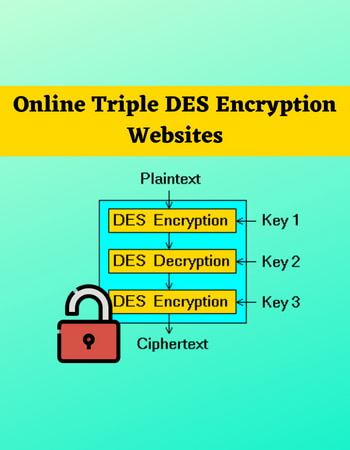 Online Triple DES Encryption
Websites
Plaintext
DES Encryption Key 1
DES Decryption Key 2
DES Encryption Key 3
Ciphertext